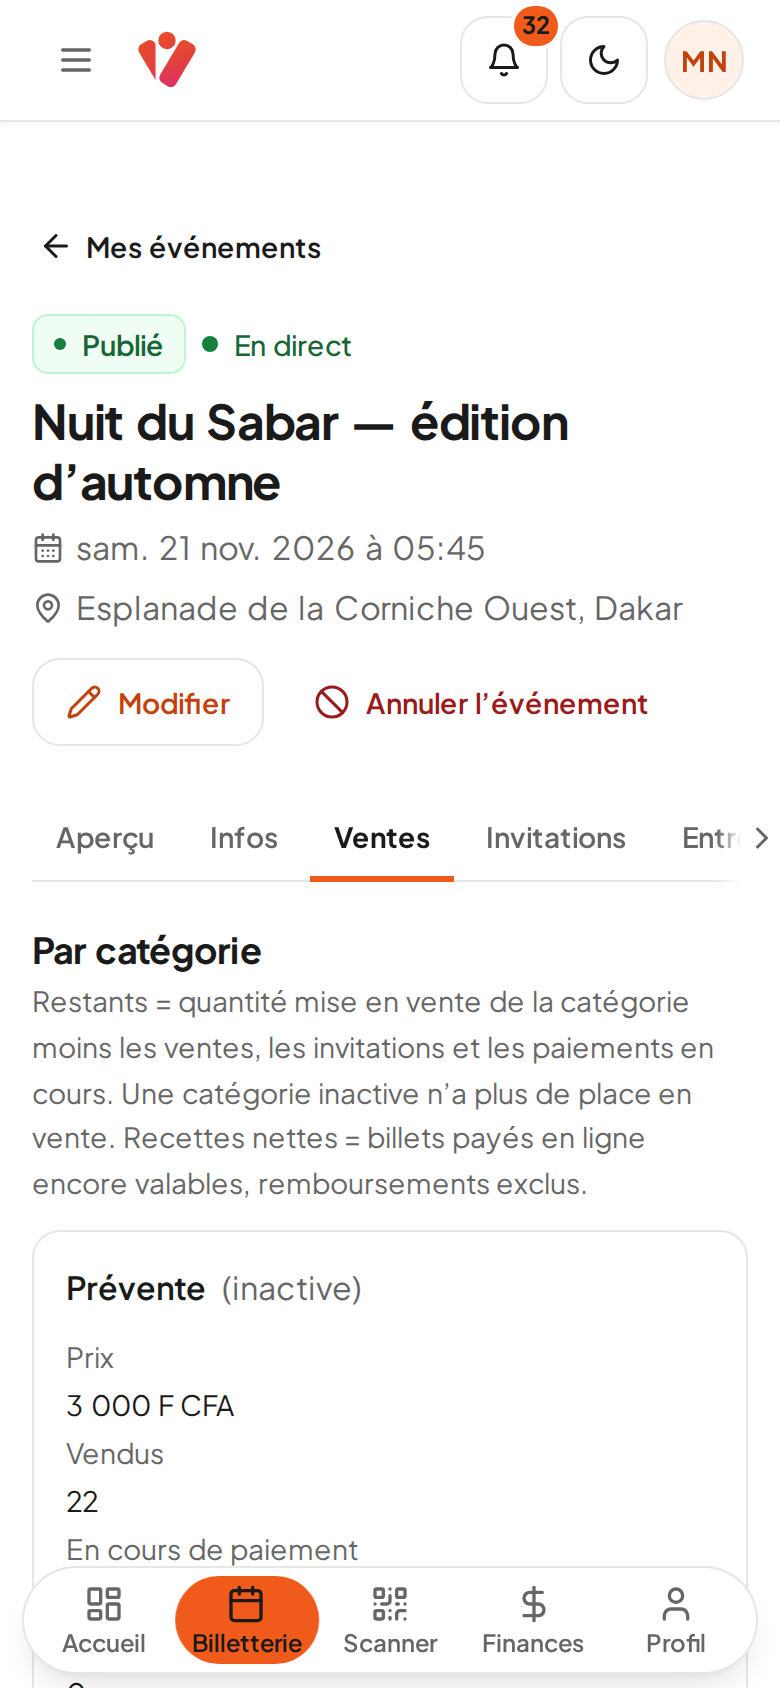 32
MN
Mes événements
Publié
En direct
Nuit du Sabar — édition
d’automne
sam. 21 nov. 2026 à 05:45
Esplanade de la Corniche Ouest, Dakar
Modifier
Annuler l’événement
Aperçu Infos Ventes Invitations Entr
Par catégorie
Restants = quantité mise en vente de la catégorie
moins les ventes, les invitations et les paiements en
cours. Une catégorie inactive n’a plus de place en
vente. Recettes nettes = billets payés en ligne
encore valables, remboursements exclus.
Prévente (inactive)
Prix
3 000 F CFA
Vendus
22
En cours de paiement
Accueil Billetterie Scanner Finances Profil